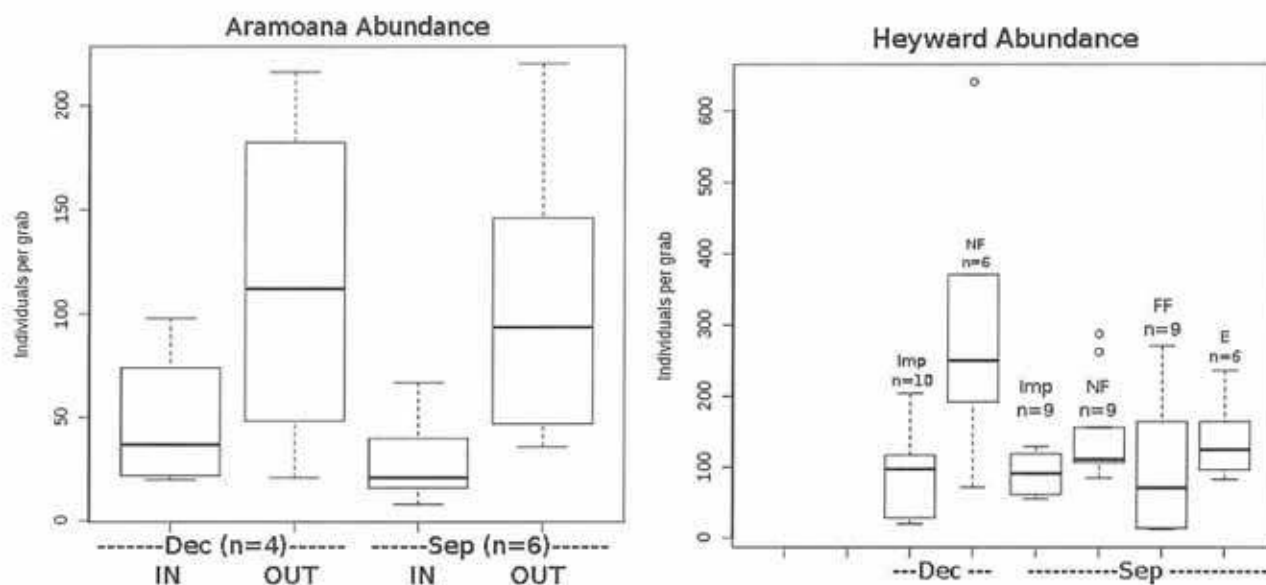 Aramoana Abundance
Individuals per grab
200
150
100
50
0
------Dec (n=4)------ ------Sep (n=6)------
IN OUT IN OUT
Heyward Abundance
Individuals per grab
600
500
400
300
200
100
0
Imp
n=10
NF
n=6
Imp
n=9
NF
n=9
FF
n=9
E
n=6
---Dec --- --------Sep--------